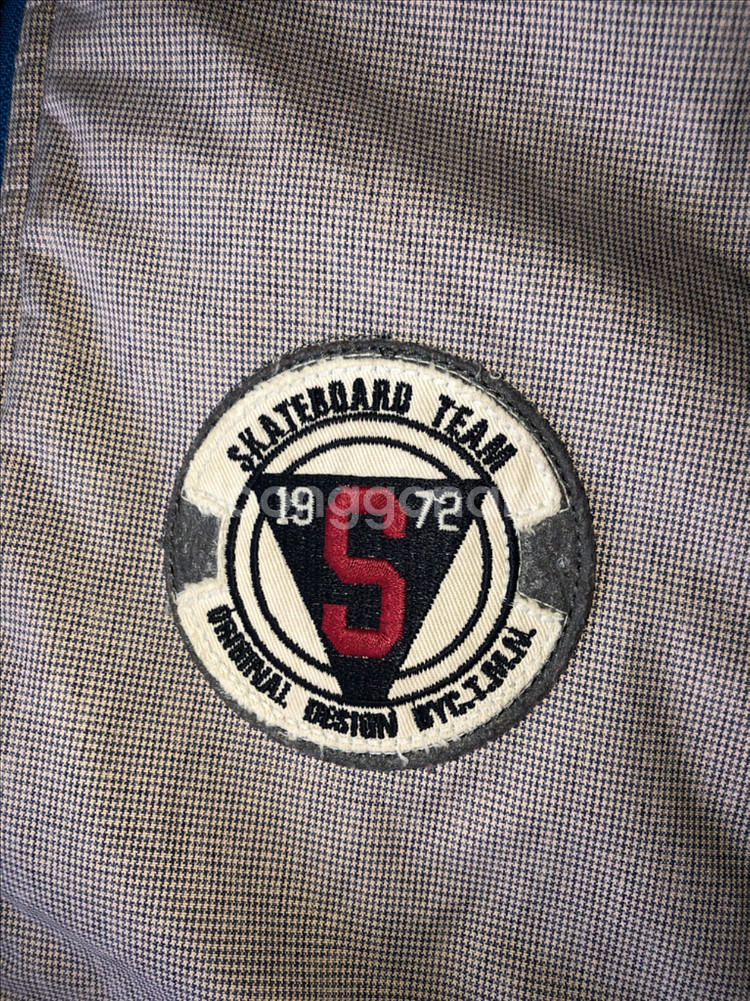 SKATEBOARD TEAM
19 S 72
ORIGINAL DESIGN NYC.T.M.N.